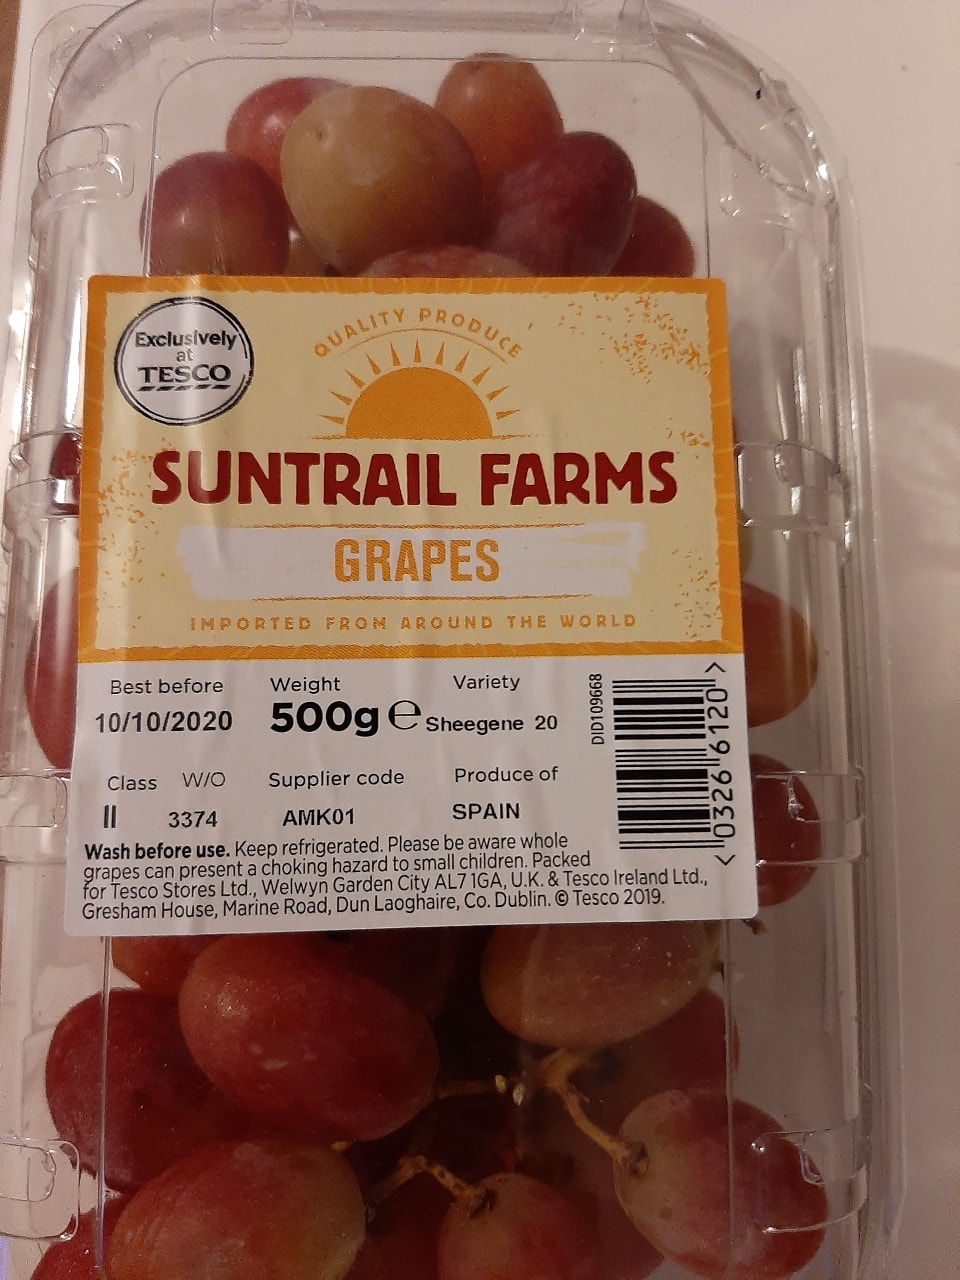 Exclusively
at
TESCO
QUALITY PRODUCE
SUNTRAIL FARMS
GRAPES
IMPORTED FROM AROUND THE WORLD
Best before Weight Variety
10/10/2020 500g ℮ Sheegene 20
Class W/O Supplier code Produce of
II 3374 AMK01 SPAIN
Wash before use. Keep refrigerated. Please be aware whole
grapes can present a choking hazard to small children. Packed
for Tesco Stores Ltd., Welwyn Garden City AL7 1GA, U.K. & Tesco Ireland Ltd.,
Gresham House, Marine Road, Dun Laoghaire, Co. Dublin. © Tesco 2019.
DID109668
<0326 6120>